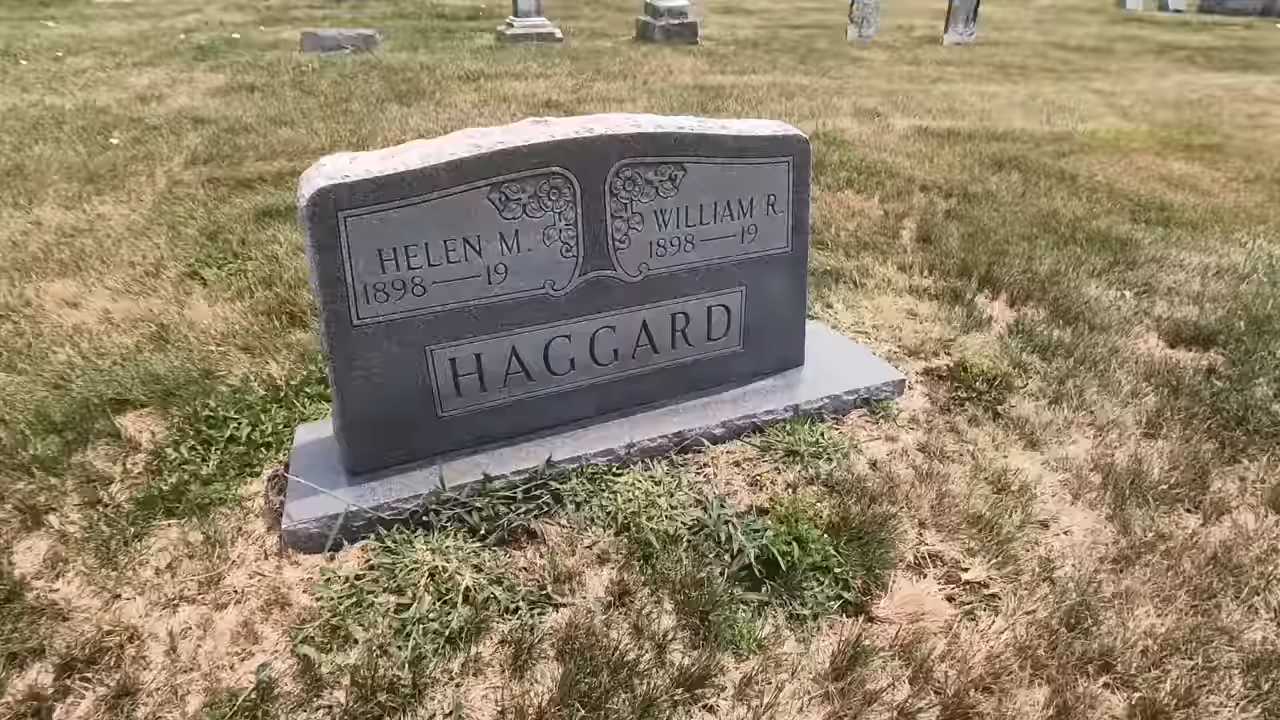 HELEN M.
1898—19
WILLIAM R.
1898—19
HAGGARD